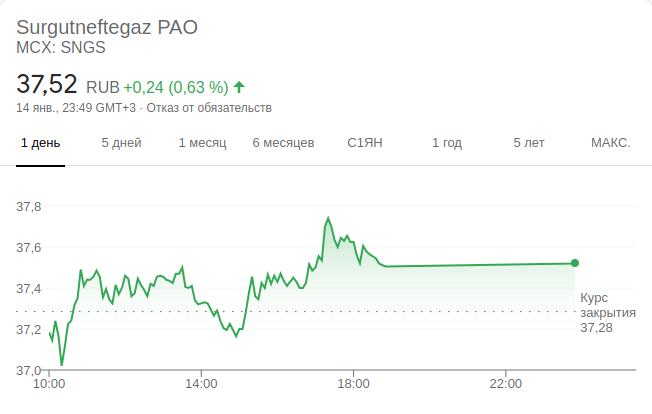 Surgutneftegaz PAO
MCX: SNGS
37,52 RUB +0,24 (0,63 %)
14 янв., 23:49 GMT+3 · Отказ от обязательств
1 день 5 дней 1 месяц 6 месяцев С1ЯН 1 год 5 лет МАКС.
37,8
37,6
37,4
37,2
37,0
Курс
закрытия
37,28
10:00 14:00 18:00 22:00